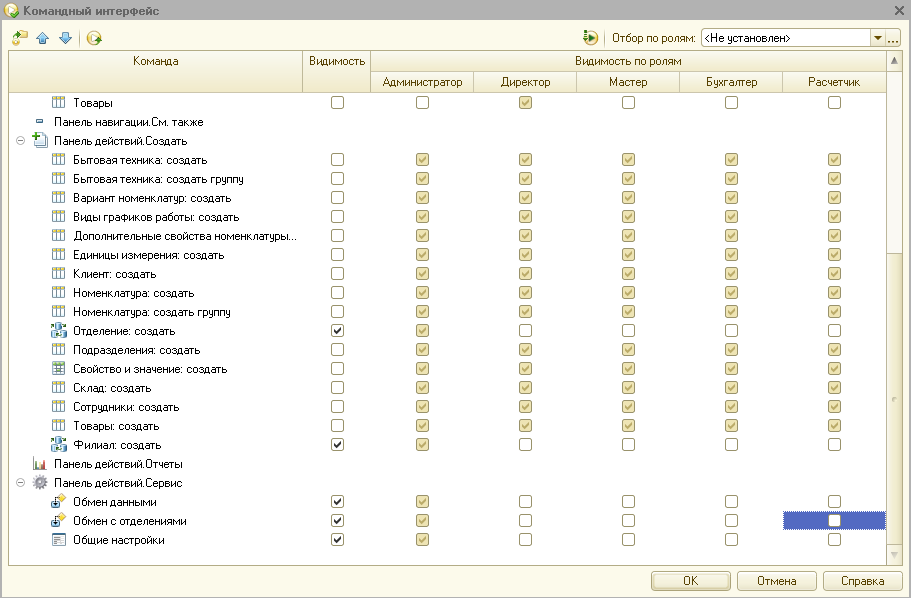 Командный интерфейс
Отбор по ролям: <Не установлен>
Команда Видимость Видимость по ролям
Администратор Директор Мастер Бухгалтер Расчетчик
Товары
Панель навигации.См. также
Панель действий.Создать
Бытовая техника: создать
Бытовая техника: создать группу
Вариант номенклатур: создать
Виды графиков работы: создать
Дополнительные свойства номенклатуры...
Единицы измерения: создать
Клиент: создать
Номенклатура: создать
Номенклатура: создать группу
Отделение: создать
Подразделения: создать
Свойство и значение: создать
Склад: создать
Сотрудники: создать
Товары: создать
Филиал: создать
Панель действий.Отчеты
Панель действий.Сервис
Обмен данными
Обмен с отделениями
Общие настройки
OK Отмена Справка